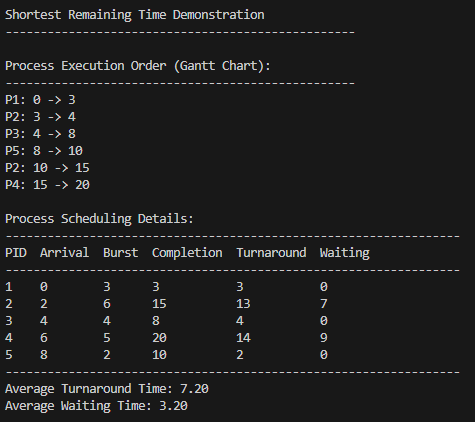 Shortest Remaining Time Demonstration
--------------------------------------------------
Process Execution Order (Gantt Chart):
--------------------------------------------------
P1: 0 -> 3
P2: 3 -> 4
P3: 4 -> 8
P5: 8 -> 10
P2: 10 -> 15
P4: 15 -> 20
Process Scheduling Details:
-----------------------------------------------------------------
PID  Arrival  Burst  Completion  Turnaround  Waiting
-----------------------------------------------------------------
1    0        3      3           3           0
2    2        6      15          13          7
3    4        4      8           4           0
4    6        5      20          14          9
5    8        2      10          2           0
-----------------------------------------------------------------
Average Turnaround Time: 7.20
Average Waiting Time: 3.20